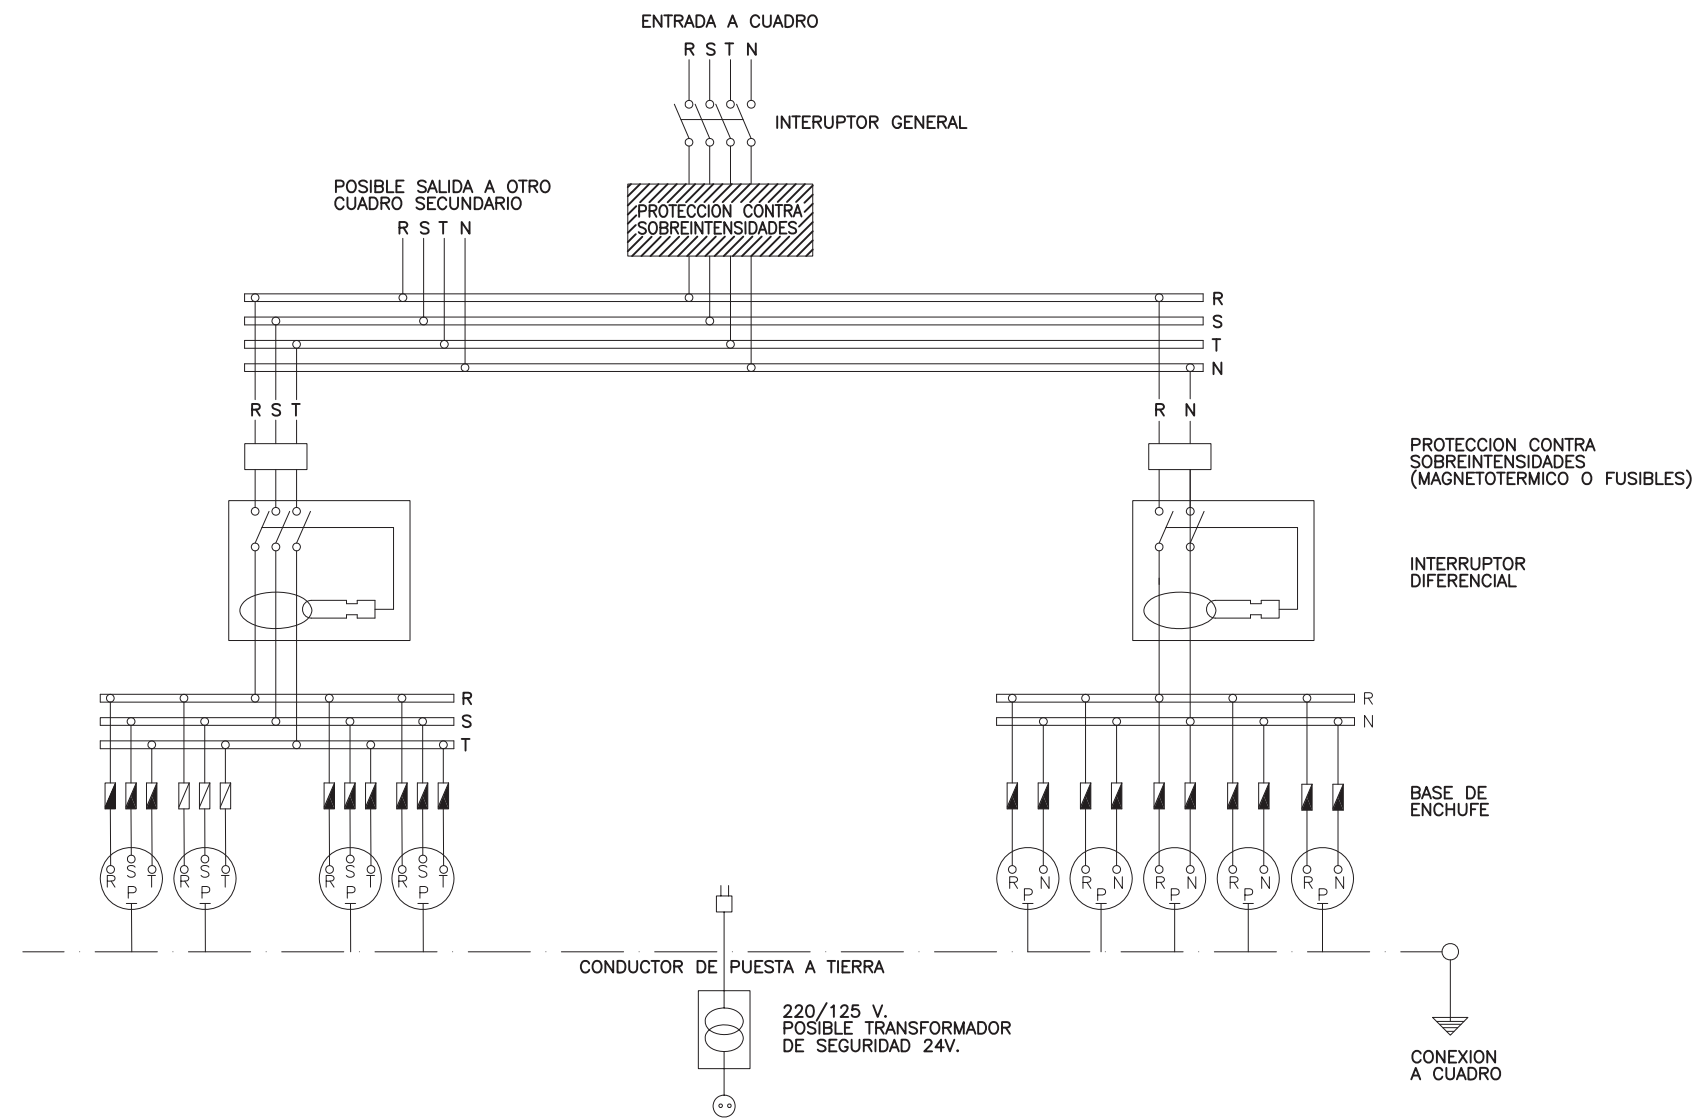 ENTRADA A CUADRO
R S T N
INTERUPTOR GENERAL
POSIBLE SALIDA A OTRO
CUADRO SECUNDARIO
R S T N
PROTECCION CONTRA
SOBREINTENSIDADES
R
S
T
N
R S T
R N
PROTECCION CONTRA
SOBREINTENSIDADES
(MAGNETOTERMICO O FUSIBLES)
INTERRUPTOR
DIFERENCIAL
R
S
T
R
N
BASE DE
ENCHUFE
R S T P
R S T P
R S T P
R S T P
R N P
R N P
R N P
R N P
R N P
CONDUCTOR DE PUESTA A TIERRA
220/125 V.
POSIBLE TRANSFORMADOR
DE SEGURIDAD 24V.
CONEXION
A CUADRO